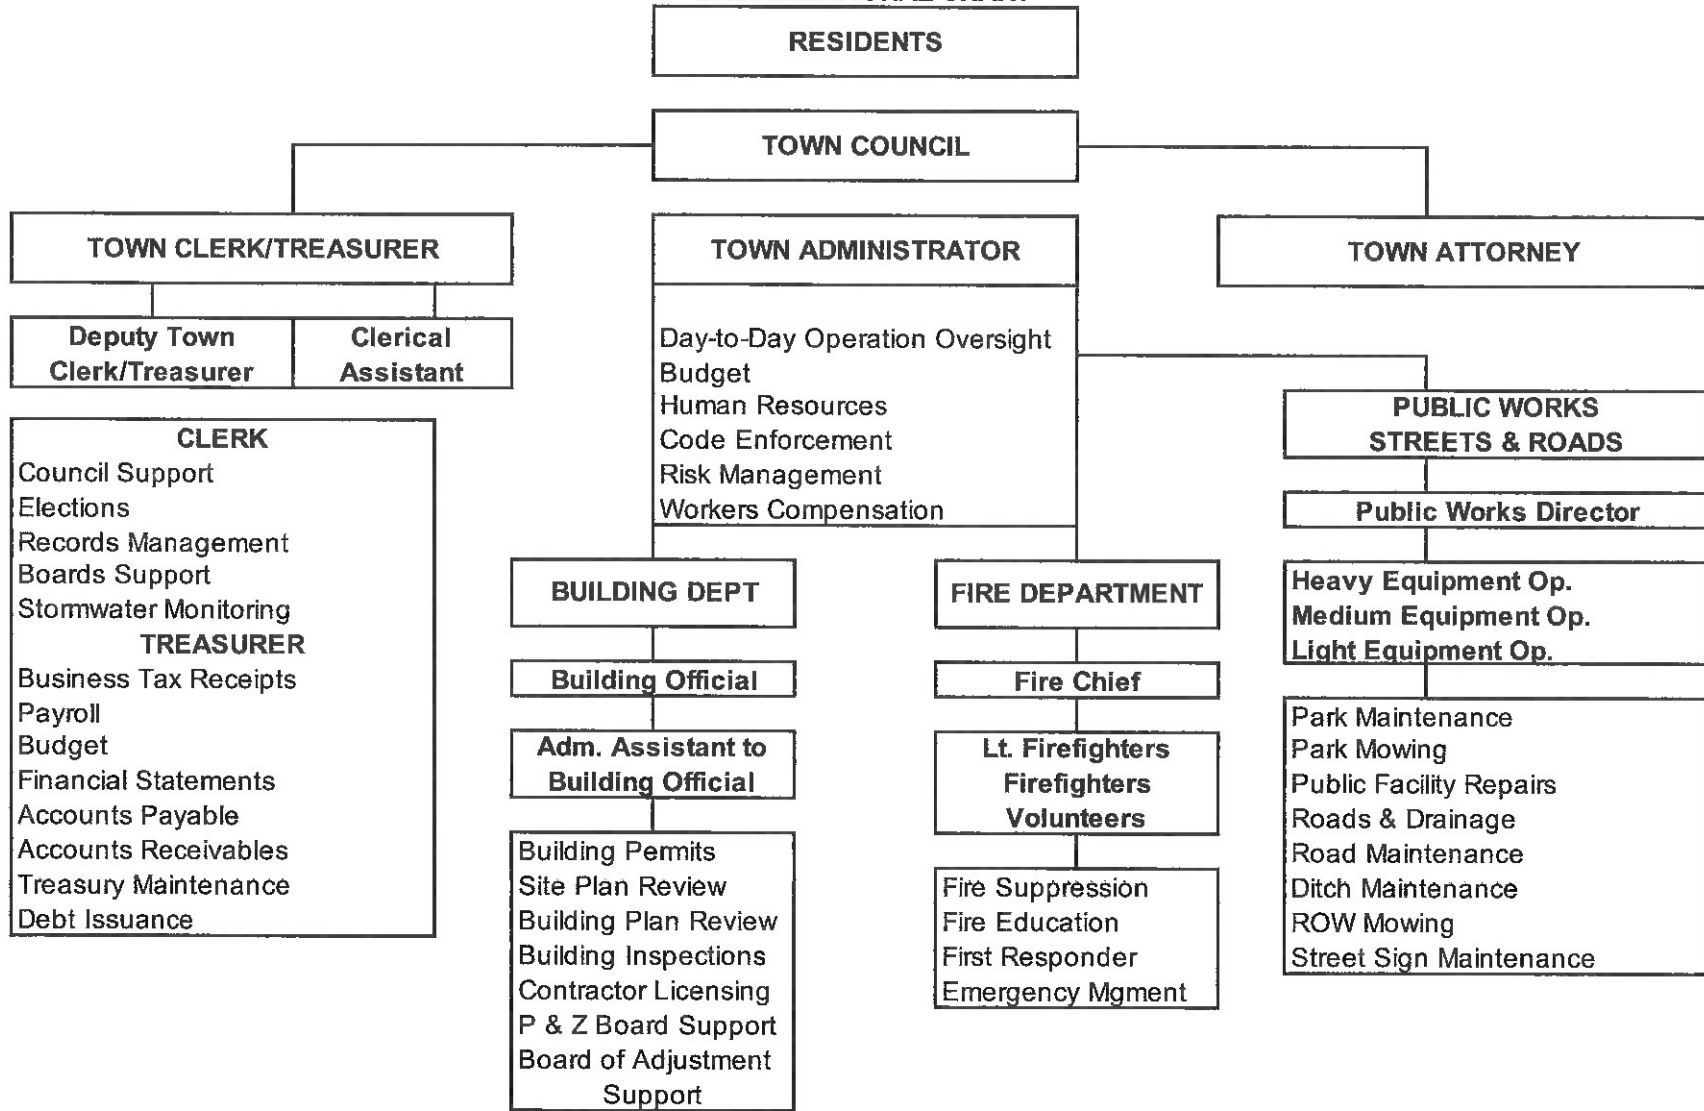 RESIDENTS
TOWN COUNCIL
TOWN CLERK/TREASURER
TOWN ADMINISTRATOR
TOWN ATTORNEY
Deputy Town
Clerk/Treasurer
Clerical
Assistant
CLERK
Council Support
Elections
Records Management
Boards Support
Stormwater Monitoring
TREASURER
Business Tax Receipts
Payroll
Budget
Financial Statements
Accounts Payable
Accounts Receivables
Treasury Maintenance
Debt Issuance
Day-to-Day Operation Oversight
Budget
Human Resources
Code Enforcement
Risk Management
Workers Compensation
BUILDING DEPT
Building Official
Adm. Assistant to
Building Official
Building Permits
Site Plan Review
Building Plan Review
Building Inspections
Contractor Licensing
P & Z Board Support
Board of Adjustment
Support
FIRE DEPARTMENT
Fire Chief
Lt. Firefighters
Firefighters
Volunteers
Fire Suppression
Fire Education
First Responder
Emergency Mgment
PUBLIC WORKS
STREETS & ROADS
Public Works Director
Heavy Equipment Op.
Medium Equipment Op.
Light Equipment Op.
Park Maintenance
Park Mowing
Public Facility Repairs
Roads & Drainage
Road Maintenance
Ditch Maintenance
ROW Mowing
Street Sign Maintenance